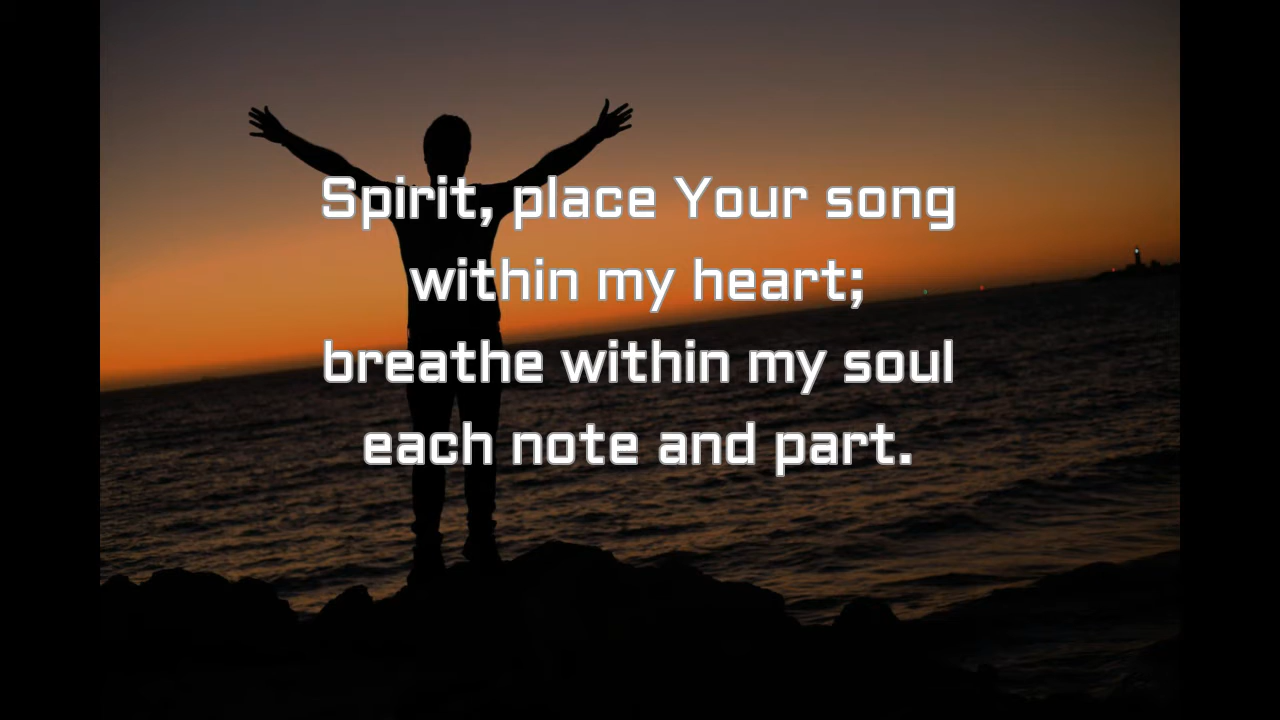 Spirit, place Your song
within my heart;
breathe within my soul
each note and part.